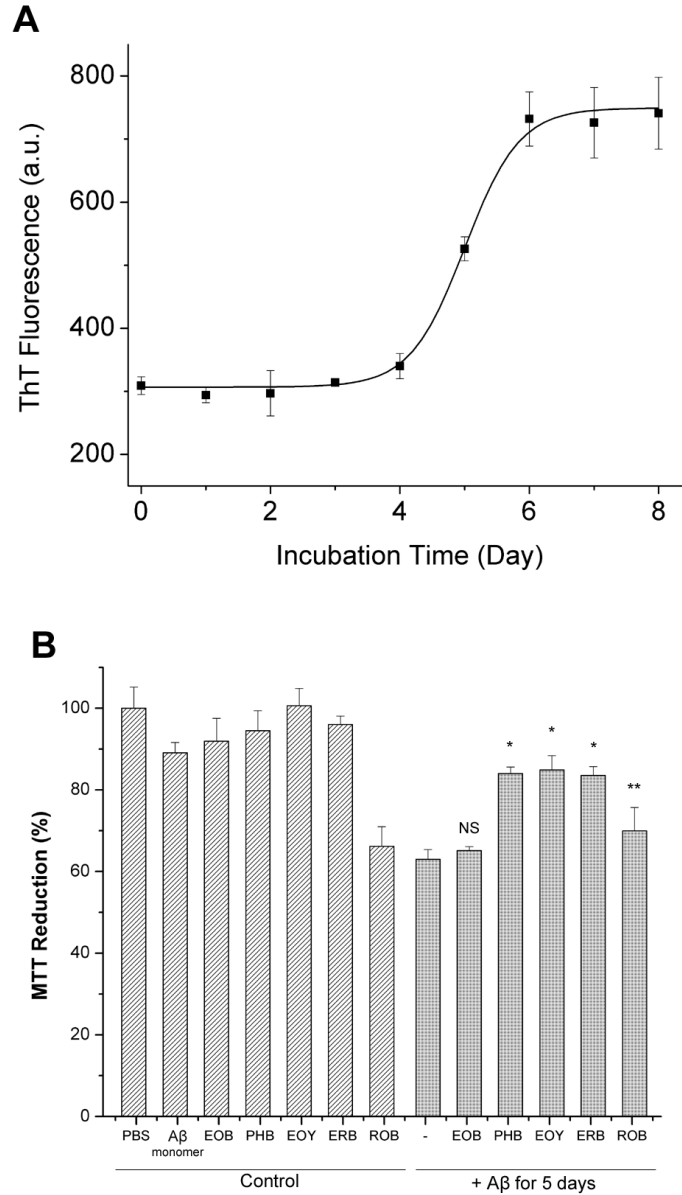 A
800
600
400
200
ThT Fluorescence (a.u.)
0 2 4 6 8
Incubation Time (Day)
B
100
80
60
40
20
0
MTT Reduction (%)
NS * * * **
PBS Aβ monomer EOB PHB EOY ERB ROB - EOB PHB EOY ERB ROB
Control + Aβ for 5 days